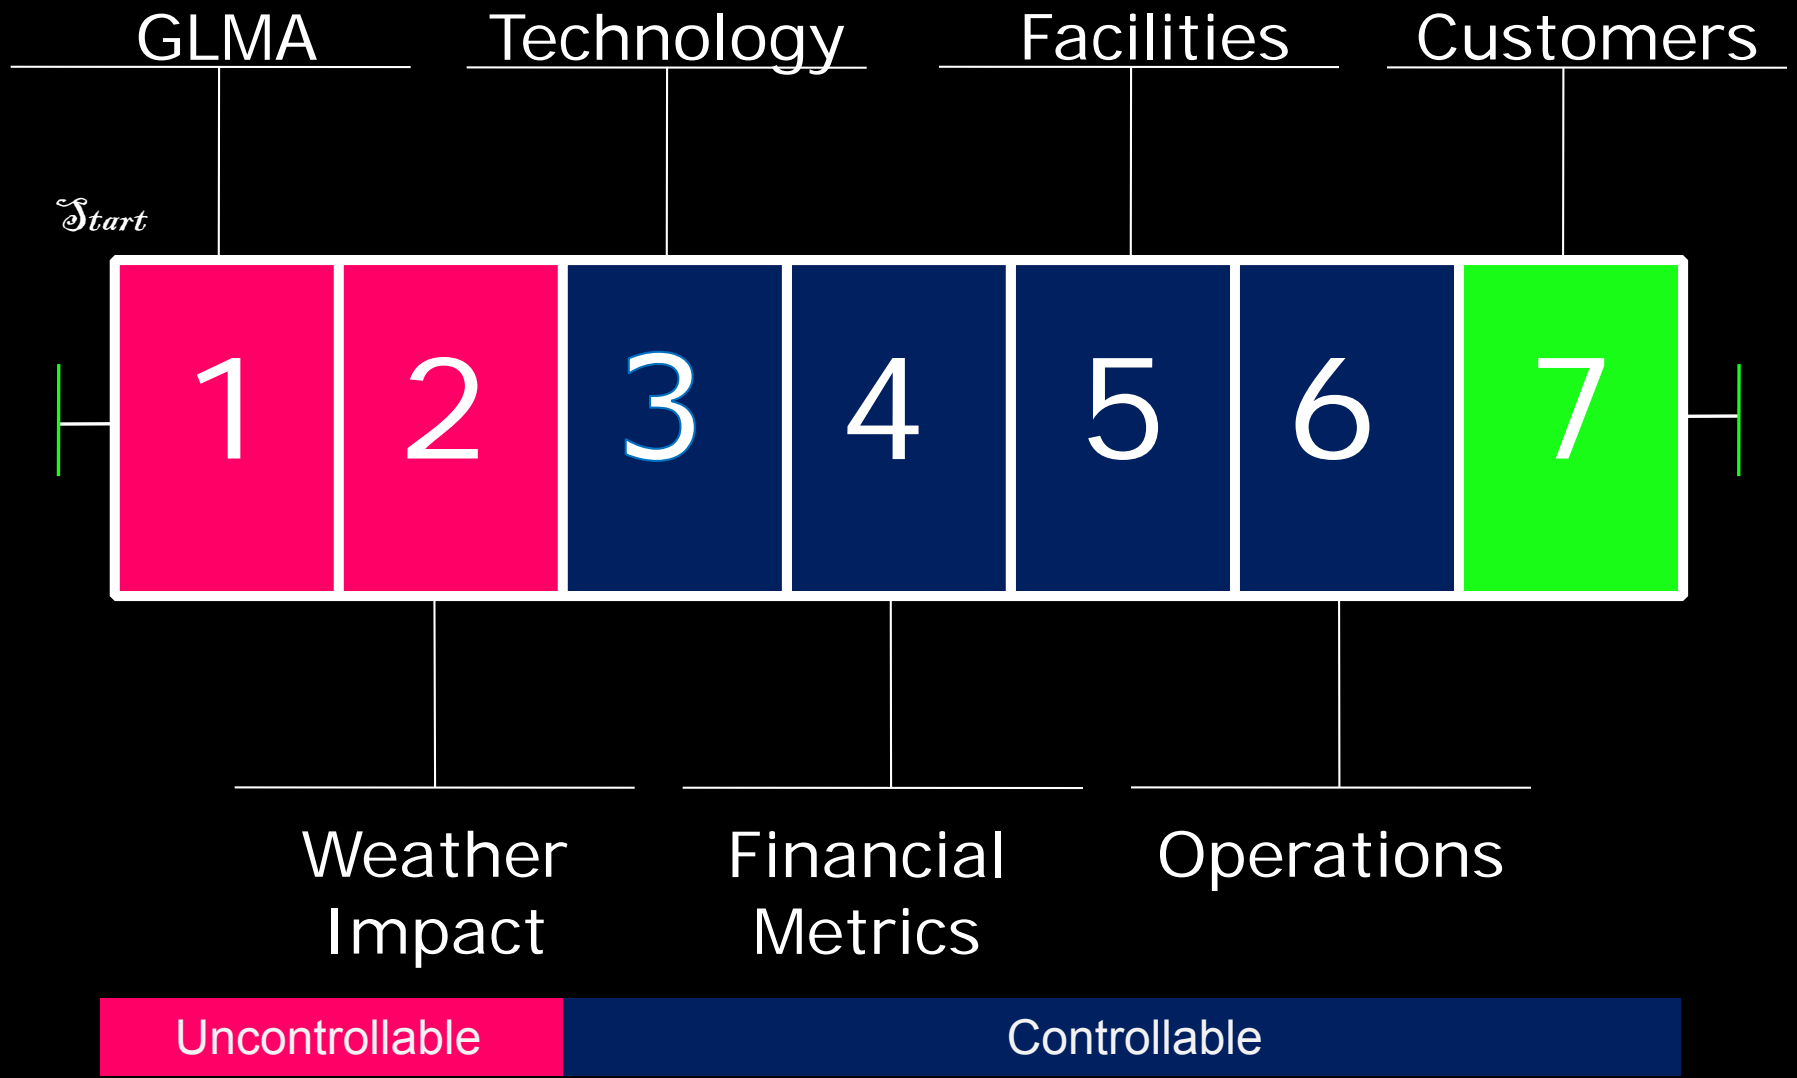 GLMA
Technology
Facilities
Customers
Start
1
2
3
4
5
6
7
Weather
Impact
Financial
Metrics
Operations
Uncontrollable
Controllable